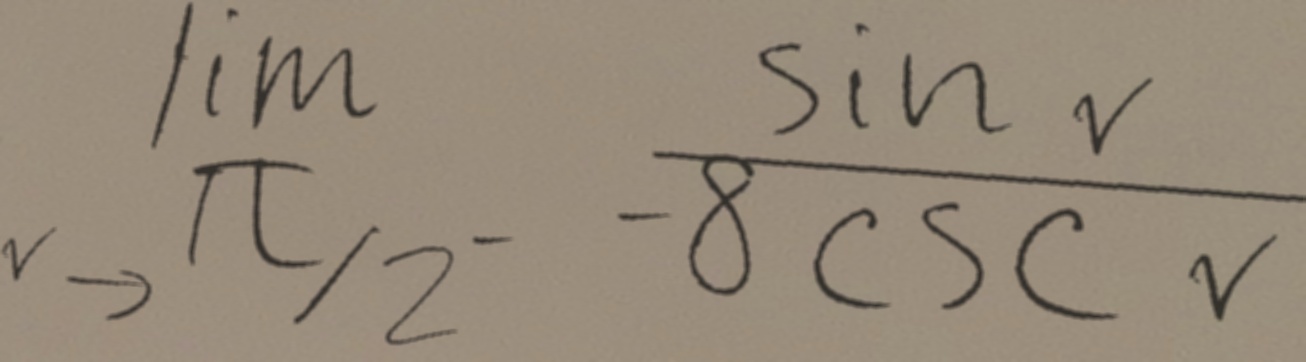 lim v→π/2⁻ sin v / -8 csc v